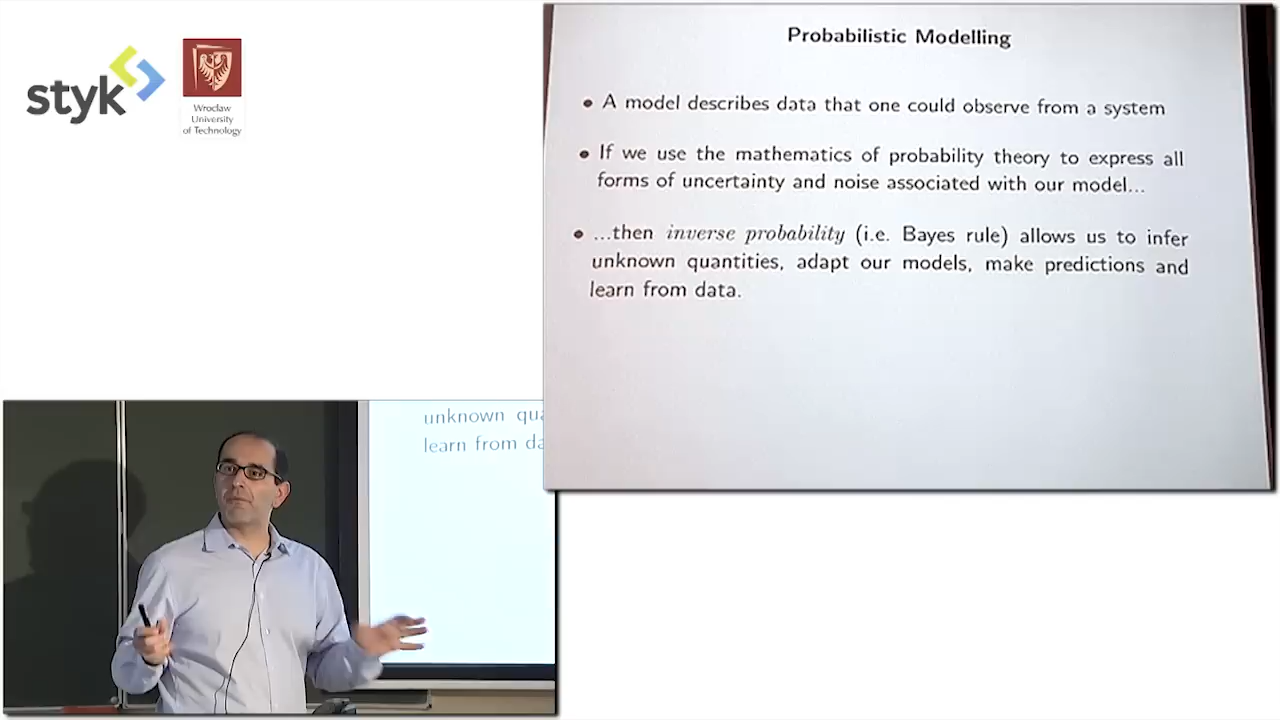 styk
Wrocław
University
of Technology
Probabilistic Modelling
• A model describes data that one could observe from a system
• If we use the mathematics of probability theory to express all
forms of uncertainty and noise associated with our model...
• ...then inverse probability (i.e. Bayes rule) allows us to infer
unknown quantities, adapt our models, make predictions and
learn from data.
unknown qua
learn from da